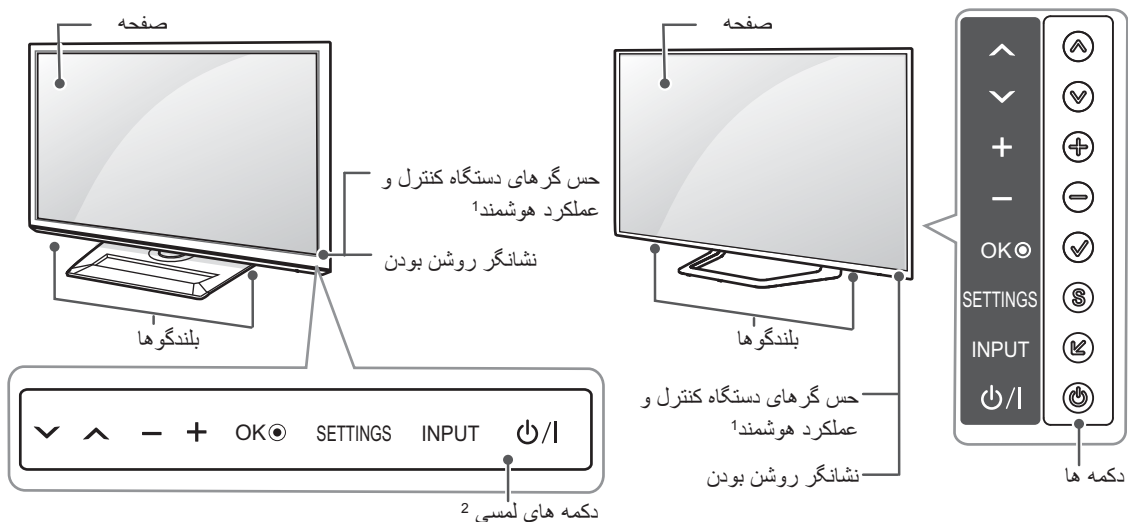 صفحه
حس گرهای دستگاه کنترل و
عملکرد هوشمند1
نشانگر روشن بودن
بلندگوها
OK
SETTINGS
INPUT
/I
دکمه های لمسی 2
صفحه
بلندگوها
حس گرهای دستگاه کنترل و
عملکرد هوشمند1
نشانگر روشن بودن
+
−
OK
SETTINGS
S
INPUT
/I
دکمه ها